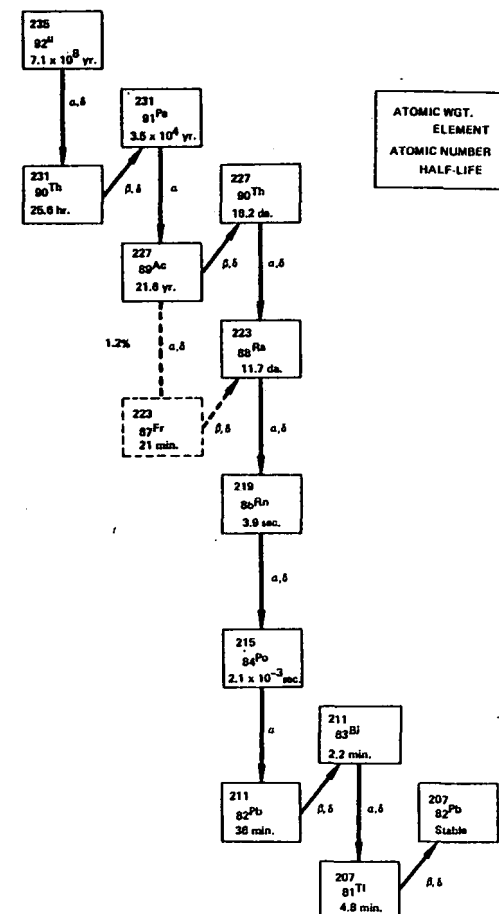 235
92U
7.1 x 10^8 yr.
α,δ
231
91Pa
3.5 x 10^4 yr.
ATOMIC WGT.
ELEMENT
ATOMIC NUMBER
HALF-LIFE
231
90Th
25.6 hr.
β,δ
α
227
90Th
18.2 da.
227
89Ac
21.6 yr.
β,δ
α,δ
1.2%
α,δ
223
88Ra
11.7 da.
223
87Fr
21 min.
β,δ
α,δ
219
86Rn
3.9 sec.
α,δ
215
84Po
2.1 x 10^-3 sec.
α
211
83Bi
2.2 min.
211
82Pb
36 min.
β,δ
α,δ
207
82Pb
Stable
207
81Tl
4.8 min.
β,δ